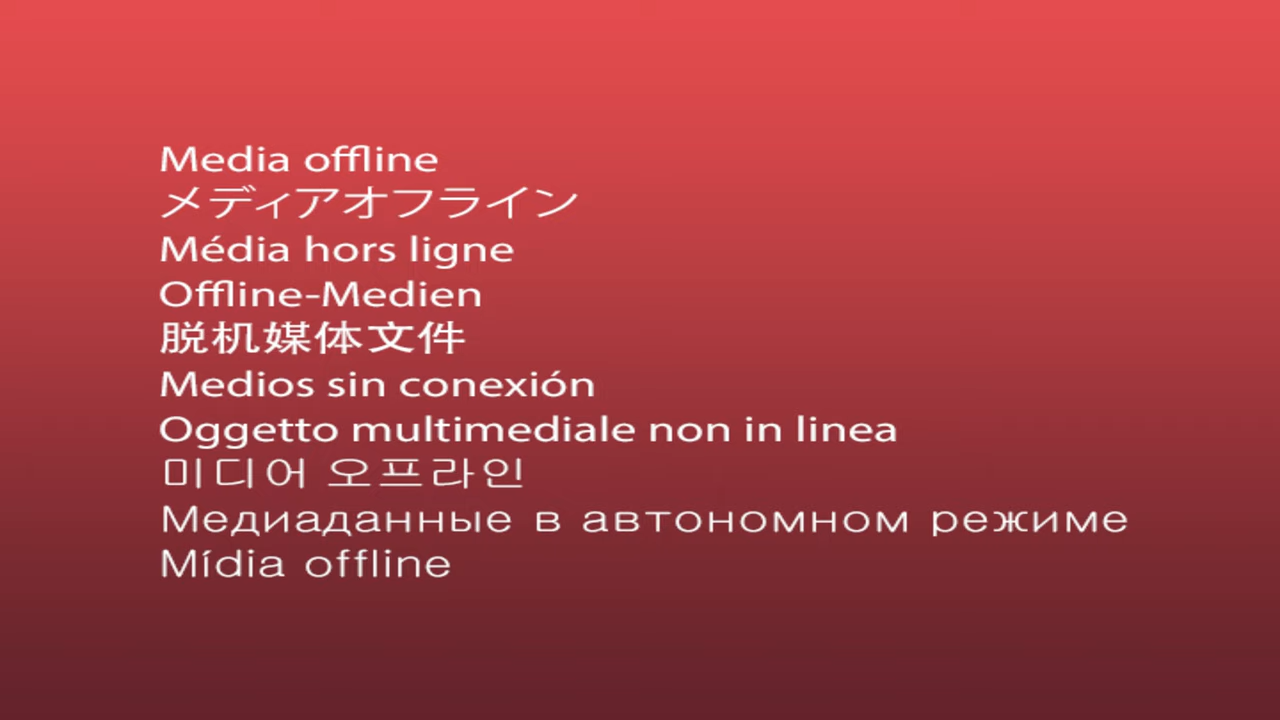 Media offline
メディアオフライン
Média hors ligne
Offline-Medien
脱机媒体文件
Medios sin conexión
Oggetto multimediale non in linea
미디어 오프라인
Медиаданные в автономном режиме
Mídia offline